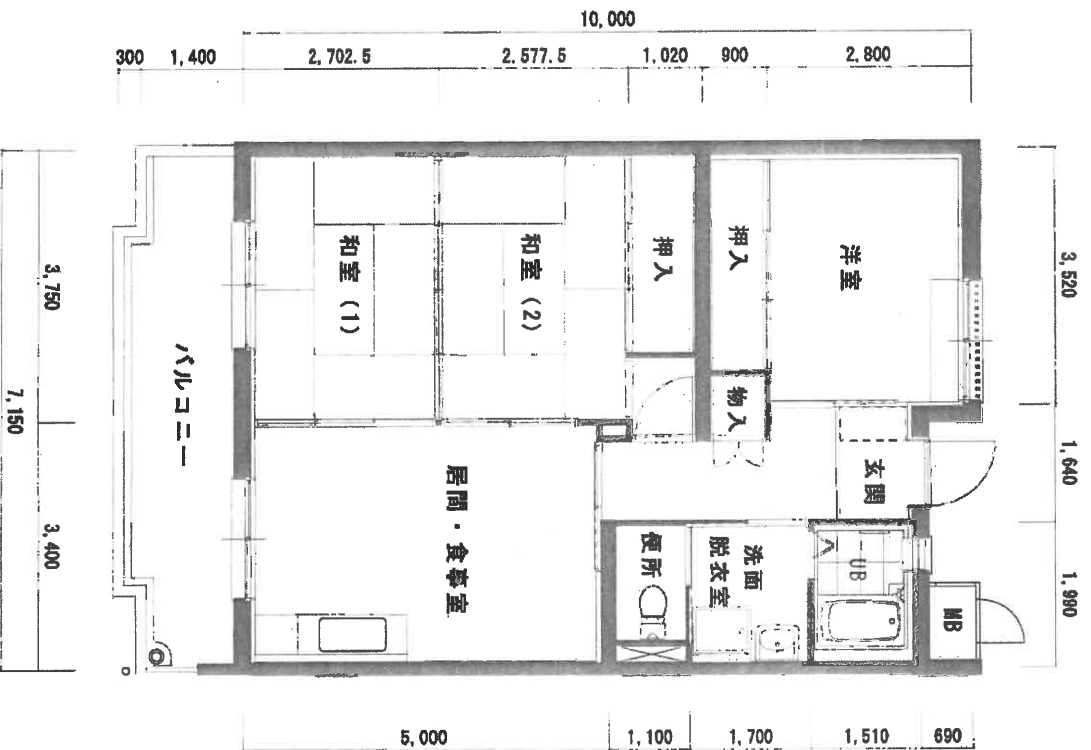 10,000
300 1,400 2,702.5 2,577.5 1,020 900 2,800
和室(1)
和室(2)
押入
押入
洋室
物入
玄関
バルコニー
居間・食事室
便所
洗面
脱衣室
UB
MB
3,750
3,400
7,150
3,520
1,640
1,990
5,000 1,100 1,700 1,510 690